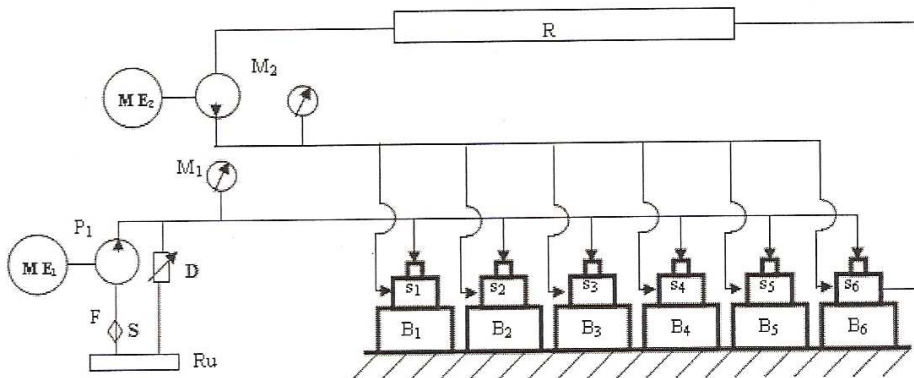 R
M₂
M E₂
M₁
P₁
M E₁
D
F S
s₁ s₂ s₃ s₄ s₅ s₆
B₁ B₂ B₃ B₄ B₅ B₆
Ru